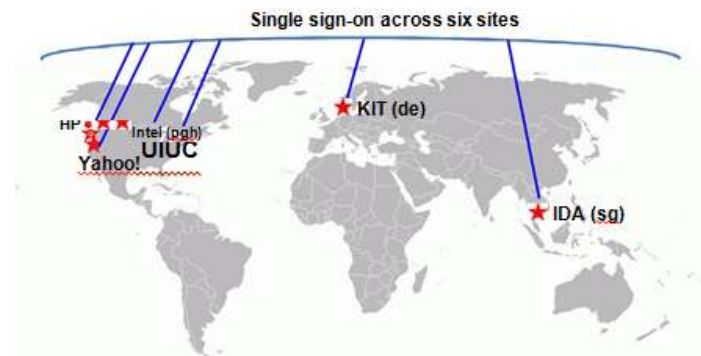 Single sign-on across six sites
HP
Intel (pgh)
UIUC
Yahoo!
KIT (de)
IDA (sg)